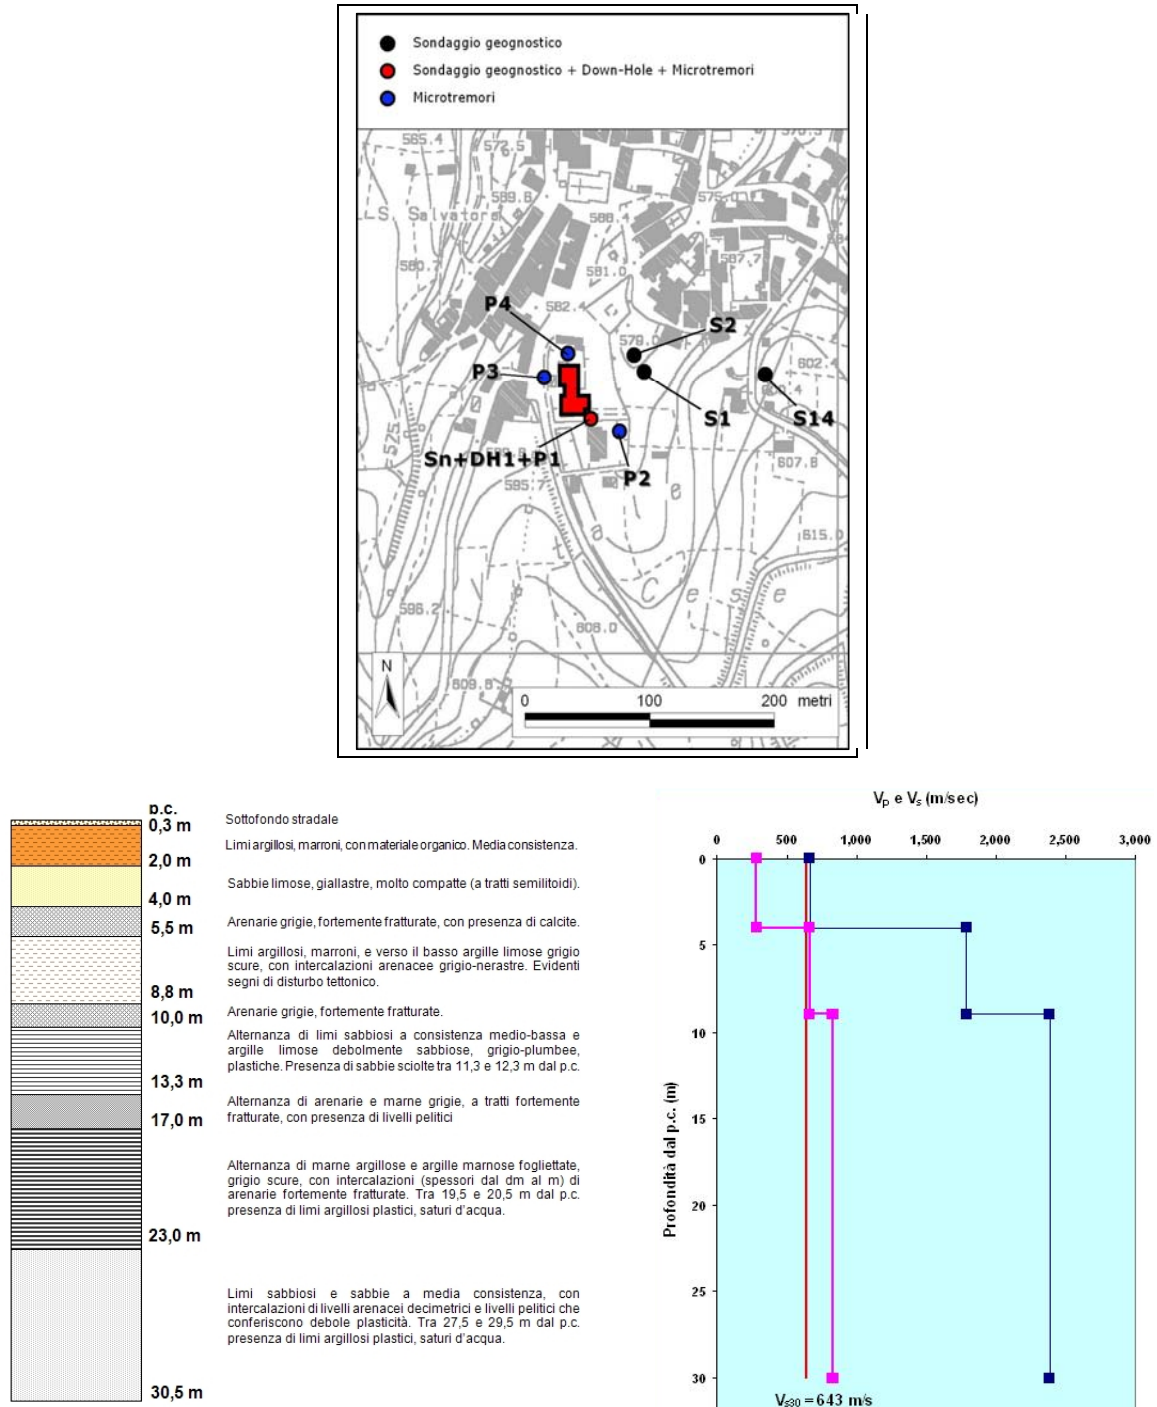 Sondaggio geognostico
Sondaggio geognostico + Down-Hole + Microtremori
Microtremori
565.4
572.5
589.8
S. Salvatore
588.4
575.0
580.7
581.0
587.7
582.4
P4
579.0
S2
P3
602.4
S1
S14
Sn+DH1+P1
P2
525
595.7
607.8
e
a
615.0
t
C e s e
596.2
608.0
N
609.8
0 100 200 metri
p.c.
0,3 m
Sottofondo stradale
Limi argillosi, marroni, con materiale organico. Media consistenza.
2,0 m
Sabbie limose, giallastre, molto compatte (a tratti semilitoidi).
4,0 m
Arenarie grigie, fortemente fratturate, con presenza di calcite.
5,5 m
Limi argillosi, marroni, e verso il basso argille limose grigio
scure, con intercalazioni arenacee grigio-nerastre. Evidenti
segni di disturbo tettonico.
8,8 m
Arenarie grigie, fortemente fratturate.
10,0 m
Alternanza di limi sabbiosi a consistenza medio-bassa e
argille limose debolmente sabbiose, grigio-plumbee,
plastiche. Presenza di sabbie sciolte tra 11,3 e 12,3 m dal p.c.
13,3 m
Alternanza di arenarie e marne grigie, a tratti fortemente
fratturate, con presenza di livelli pelitici
17,0 m
Alternanza di marne argillose e argille marnose fogliettate,
grigio scure, con intercalazioni (spessori dal dm al m) di
arenarie fortemente fratturate. Tra 19,5 e 20,5 m dal p.c.
presenza di limi argillosi plastici, saturi d'acqua.
23,0 m
Limi sabbiosi e sabbie a media consistenza, con
intercalazioni di livelli arenacei decimetrici e livelli pelitici che
conferiscono debole plasticità. Tra 27,5 e 29,5 m dal p.c.
presenza di limi argillosi plastici, saturi d'acqua.
30,5 m
Vp e Vs (m/sec)
0 500 1,000 1,500 2,000 2,500 3,000
0
5
10
15
20
25
30
Profondità dal p.c. (m)
Vs30 = 643 m/s